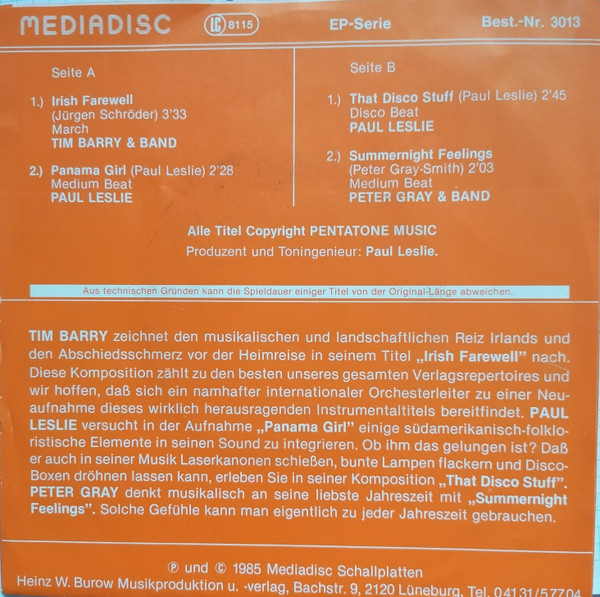 MEDIADISC LC 8115 EP-Serie Best.-Nr. 3013
Seite A
1.) Irish Farewell
(Jürgen Schröder) 3'33
March
TIM BARRY & BAND
2.) Panama Girl (Paul Leslie) 2'28
Medium Beat
PAUL LESLIE
Seite B
1.) That Disco Stuff (Paul Leslie) 2'45
Disco Beat
PAUL LESLIE
2.) Summernight Feelings
(Peter Gray-Smith) 2'03
Medium Beat
PETER GRAY & BAND
Alle Titel Copyright PENTATONE MUSIC
Produzent und Toningenieur: Paul Leslie.
Aus technischen Gründen kann die Spieldauer einiger Titel von der Original-Länge abweichen.
TIM BARRY zeichnet den musikalischen und landschaftlichen Reiz Irlands und
den Abschiedsschmerz vor der Heimreise in seinem Titel „Irish Farewell" nach.
Diese Komposition zählt zu den besten unseres gesamten Verlagsrepertoires und
wir hoffen, daß sich ein namhafter internationaler Orchesterleiter zu einer Neu-
aufnahme dieses wirklich herausragenden Instrumentaltitels bereitfindet. PAUL
LESLIE versucht in der Aufnahme „Panama Girl" einige südamerikanisch-folklo-
ristische Elemente in seinen Sound zu integrieren. Ob ihm das gelungen ist? Daß
er auch in seiner Musik Laserkanonen schießen, bunte Lampen flackern und Disco-
Boxen dröhnen lassen kann, erleben Sie in seiner Komposition „That Disco Stuff".
PETER GRAY denkt musikalisch an seine liebste Jahreszeit mit „Summernight
Feelings". Solche Gefühle kann man eigentlich zu jeder Jahreszeit gebrauchen.
Ⓟ und © 1985 Mediadisc Schallplatten
Heinz W. Burow Musikproduktion u. -verlag, Bachstr. 9, 2120 Lüneburg, Tel. 04131/57704